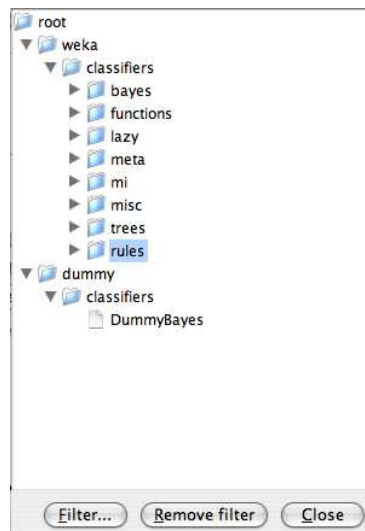 root
weka
classifiers
bayes
functions
lazy
meta
mi
misc
trees
rules
dummy
classifiers
DummyBayes
Filter... Remove filter Close